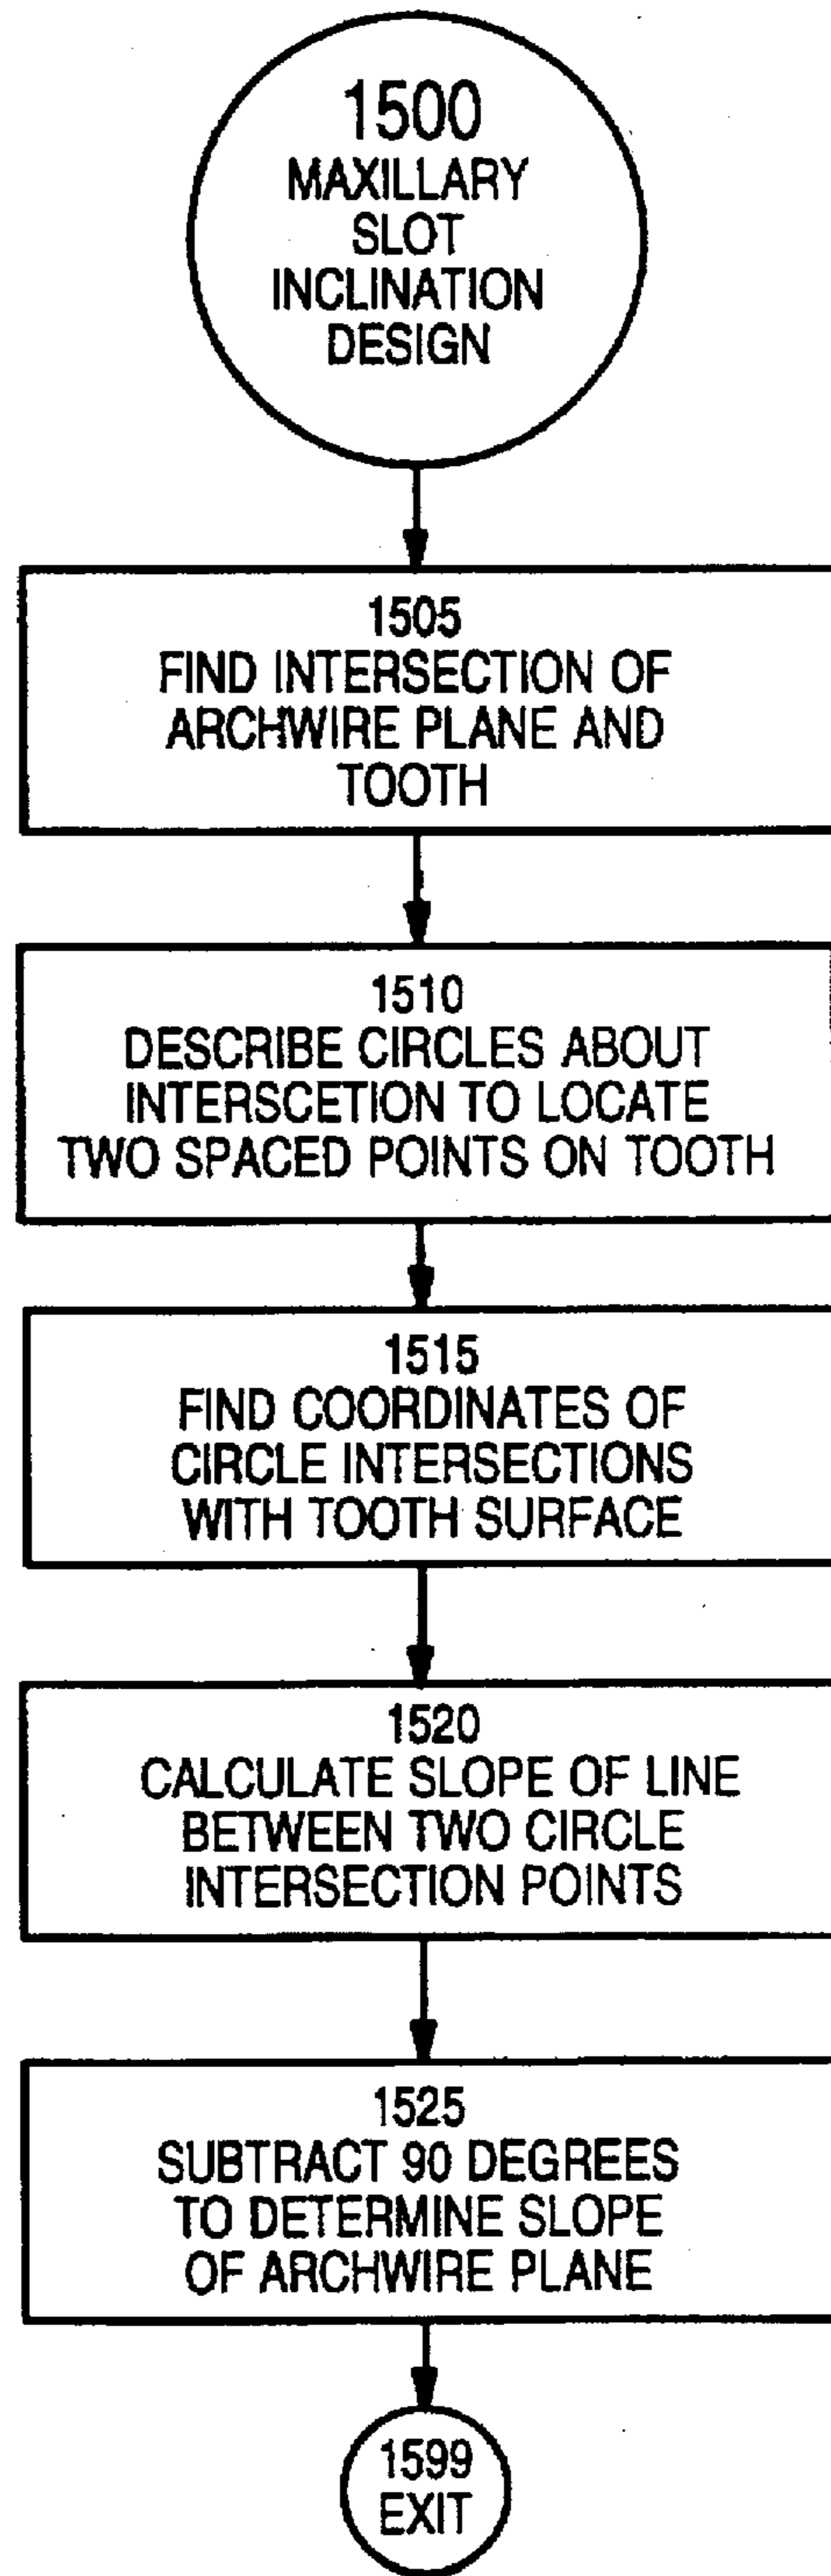 1500
MAXILLARY
SLOT
INCLINATION
DESIGN
1505
FIND INTERSECTION OF
ARCHWIRE PLANE AND
TOOTH
1510
DESCRIBE CIRCLES ABOUT
INTERSCETION TO LOCATE
TWO SPACED POINTS ON TOOTH
1515
FIND COORDINATES OF
CIRCLE INTERSECTIONS
WITH TOOTH SURFACE
1520
CALCULATE SLOPE OF LINE
BETWEEN TWO CIRCLE
INTERSECTION POINTS
1525
SUBTRACT 90 DEGREES
TO DETERMINE SLOPE
OF ARCHWIRE PLANE
1599
EXIT